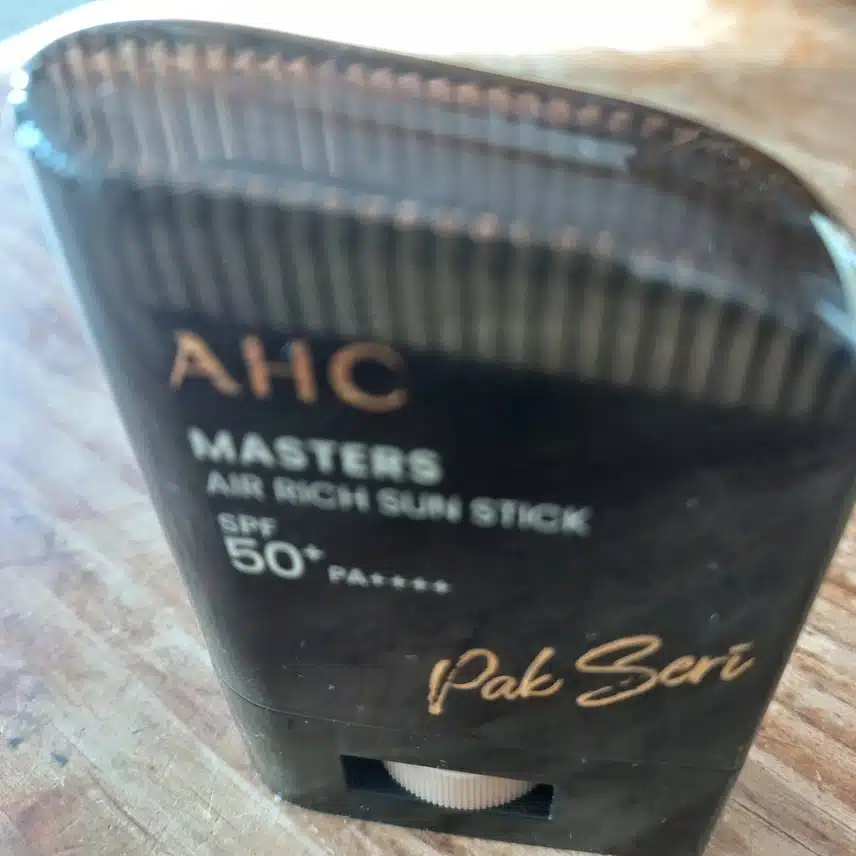 AHC
MASTERS
AIR RICH SUN STICK
SPF
50+ PA++++
Pak Seri